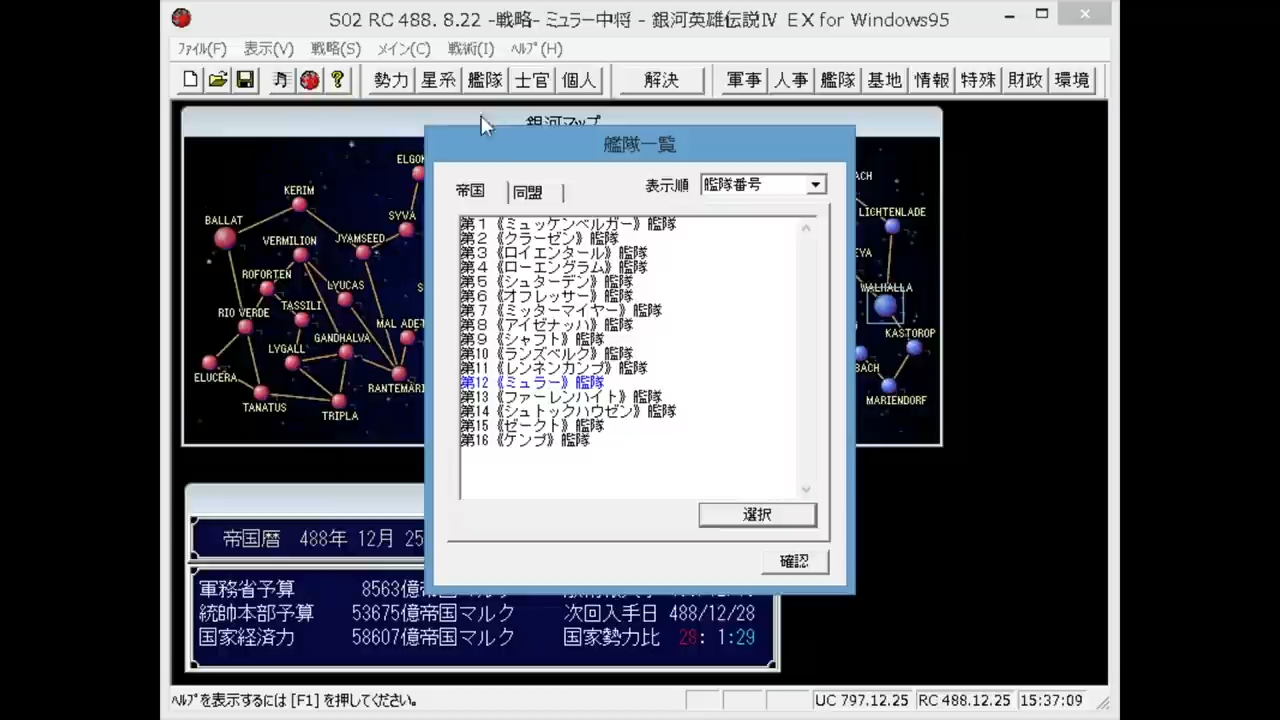 S02 RC 488. 8.22 -戦略- ミュラー中将 - 銀河英雄伝説Ⅳ EX for Windows95
ﾌｧｲﾙ(F) 表示(V) 戦略(S) メイン(C) 戦術(I) ﾍﾙﾌﾟ(H)
勢力 星系 艦隊 士官 個人 解決 軍事 人事 艦隊 基地 情報 特殊 財政 環境
銀河マップ
艦隊一覧
帝国 同盟 表示順 艦隊番号
第1《ミュッケンベルガー》艦隊
第2《クラーゼン》艦隊
第3《ロイエンタール》艦隊
第4《ローエングラム》艦隊
第5《シュターデン》艦隊
第6《オフレッサー》艦隊
第7《ミッターマイヤー》艦隊
第8《アイゼナッハ》艦隊
第9《シャフト》艦隊
第10《ランズベルク》艦隊
第11《レンネンカンプ》艦隊
第12《ミュラー》艦隊
第13《ファーレンハイト》艦隊
第14《シュトックハウゼン》艦隊
第15《ゼークト》艦隊
第16《ケンプ》艦隊
選択
確認
KERIM
BALLAT
SYVA
VERMILION
JYAMSEED
ROFORTEN
LYUCAS
TASSILI
RIO VERDE
GANDHALVA
LYGALL
ELUCERA
TANATUS
TRIPLA
LICHTENLADE
WALHALLA
KASTOROP
MARIENDORF
帝国暦 488年 12月 25
軍務省予算 8563億帝国マルク
統帥本部予算 53675億帝国マルク 次回入手日 488/12/28
国家経済力 58607億帝国マルク 国家勢力比 28: 1:29
ﾍﾙﾌﾟを表示するには [F1] を押してください。 UC 797.12.25 RC 488.12.25 15:37:09